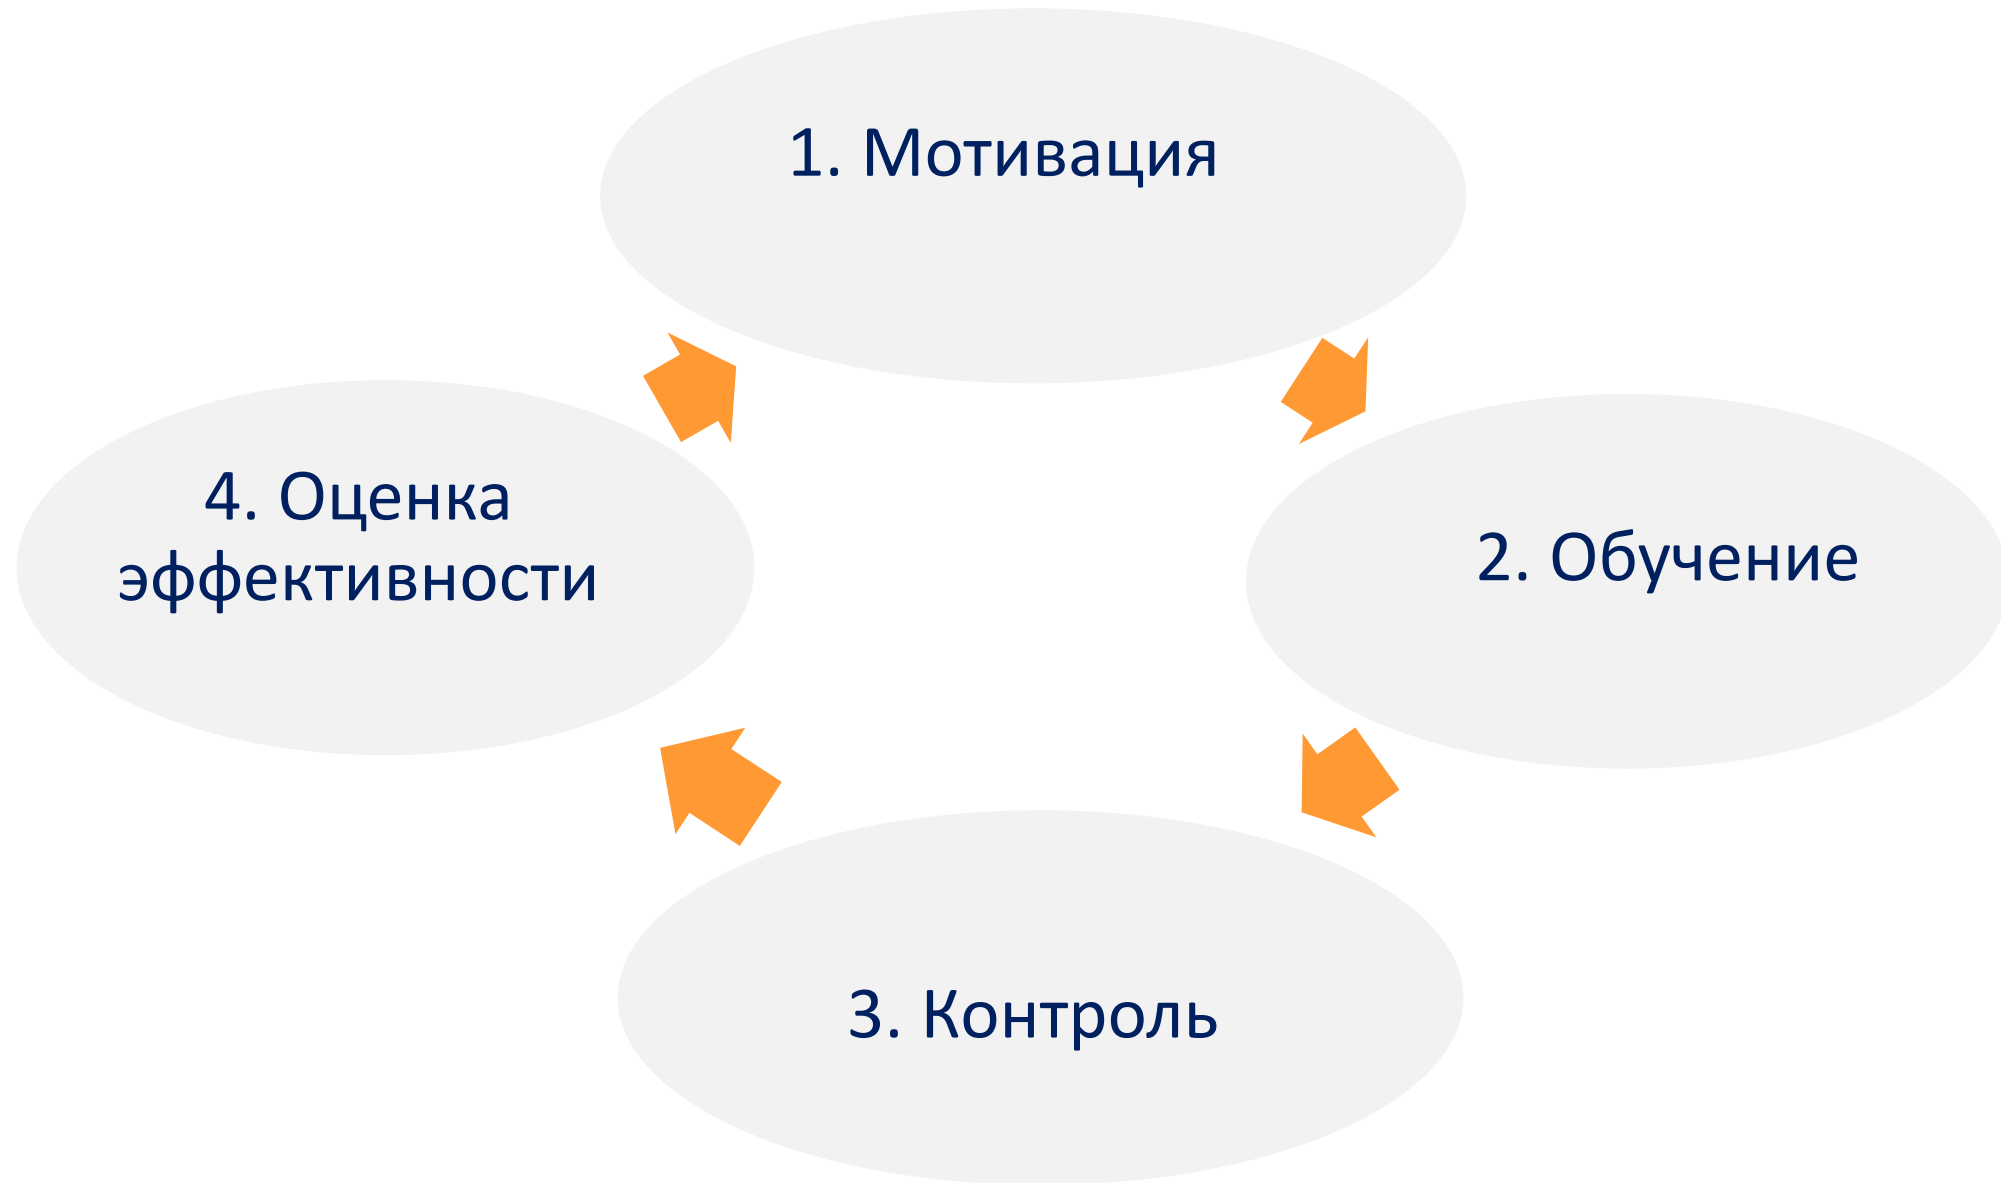 1. Мотивация
2. Обучение
3. Контроль
4. Оценка
эффективности